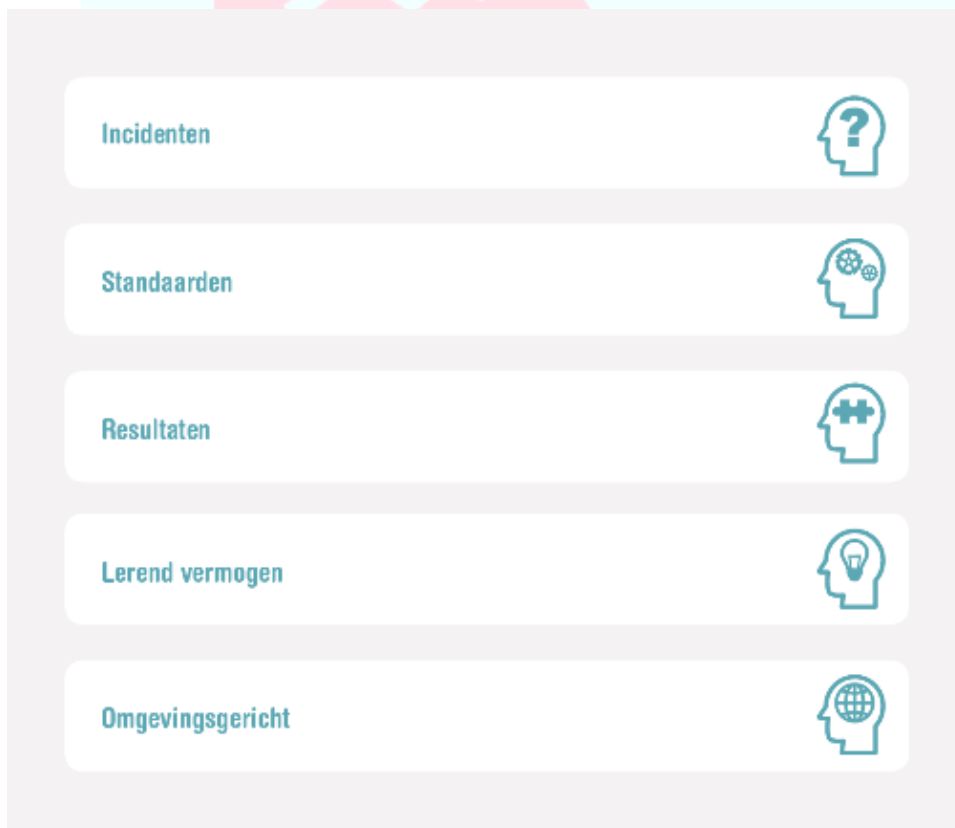 Incidenten
Standaarden
Resultaten
Lerend vermogen
Omgevingsgericht